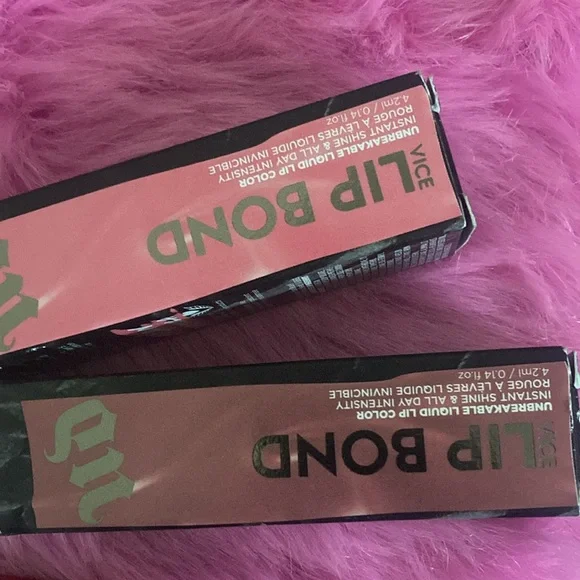 VICE
LIP BOND
UNBREAKABLE LIQUID LIP COLOR
INSTANT SHINE & ALL DAY INTENSITY
ROUGE À LÈVRES LIQUIDE INVINCIBLE
4.2ml / 0.14 fl.oz
UD
VICE
LIP BOND
UNBREAKABLE LIQUID LIP COLOR
INSTANT SHINE & ALL DAY INTENSITY
ROUGE À LÈVRES LIQUIDE INVINCIBLE
4.2ml / 0.14 fl.oz
UD